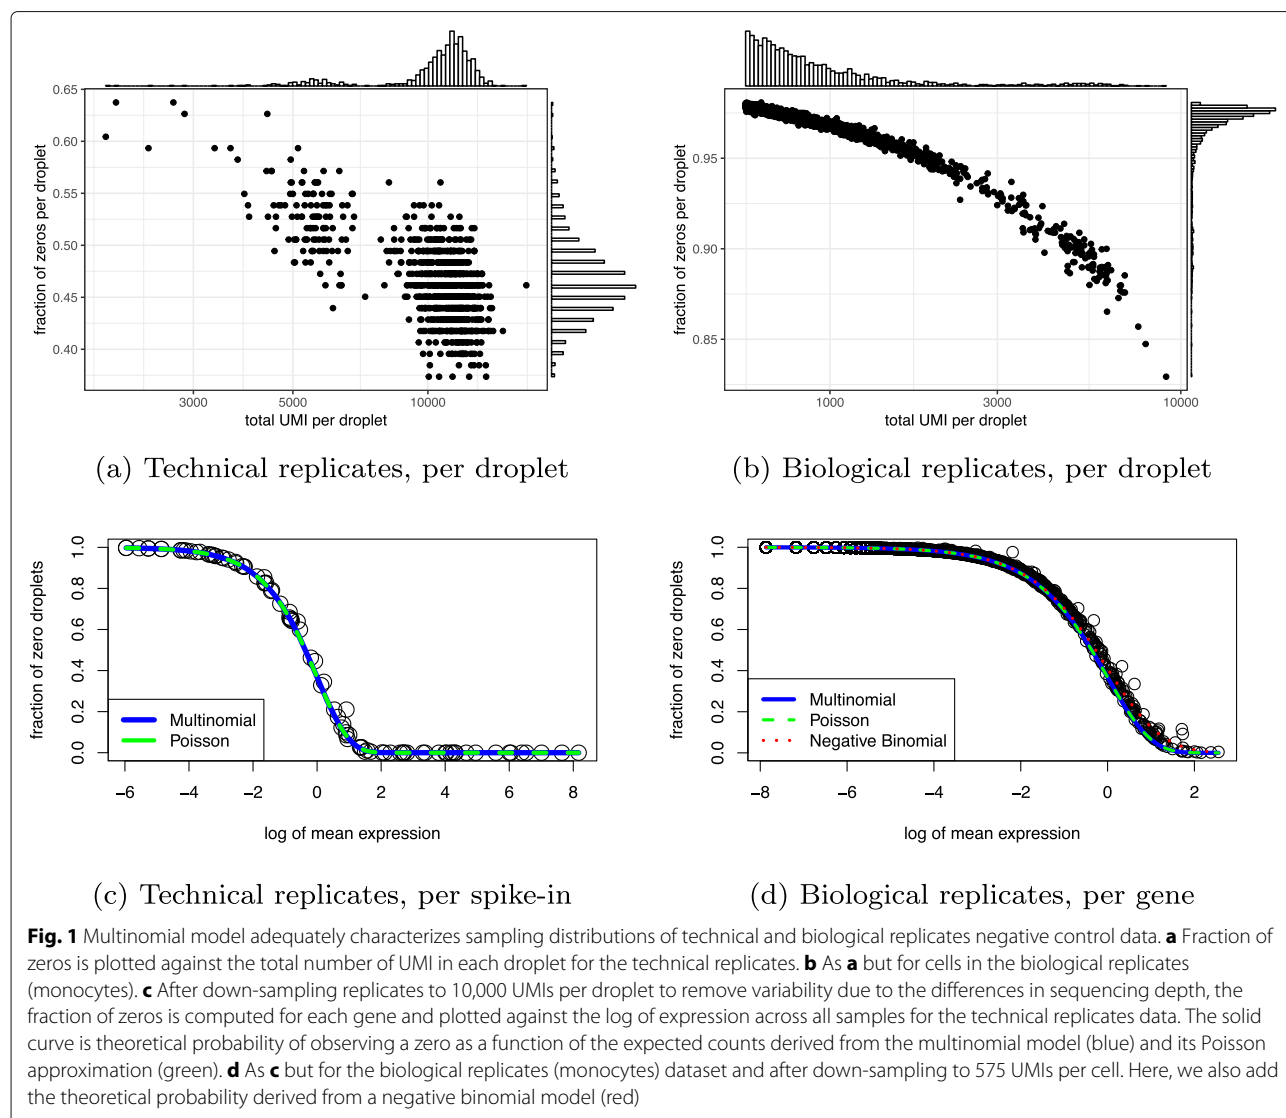 0.65
0.60
0.55
0.50
0.45
0.40
fraction of zeros per droplet
3000 5000 10000
total UMI per droplet
(a) Technical replicates, per droplet
0.95
0.90
0.85
fraction of zeros per droplet
1000 3000 10000
total UMI per droplet
(b) Biological replicates, per droplet
1.0
0.8
0.6
0.4
0.2
0.0
fraction of zero droplets
Multinomial
Poisson
−6 −4 −2 0 2 4 6 8
log of mean expression
(c) Technical replicates, per spike-in
1.0
0.8
0.6
0.4
0.2
0.0
fraction of zero droplets
Multinomial
Poisson
Negative Binomial
−8 −6 −4 −2 0 2
log of mean expression
(d) Biological replicates, per gene
Fig. 1 Multinomial model adequately characterizes sampling distributions of technical and biological replicates negative control data. a Fraction of
zeros is plotted against the total number of UMI in each droplet for the technical replicates. b As a but for cells in the biological replicates
(monocytes). c After down-sampling replicates to 10,000 UMIs per droplet to remove variability due to the differences in sequencing depth, the
fraction of zeros is computed for each gene and plotted against the log of expression across all samples for the technical replicates data. The solid
curve is theoretical probability of observing a zero as a function of the expected counts derived from the multinomial model (blue) and its Poisson
approximation (green). d As c but for the biological replicates (monocytes) dataset and after down-sampling to 575 UMIs per cell. Here, we also add
the theoretical probability derived from a negative binomial model (red)